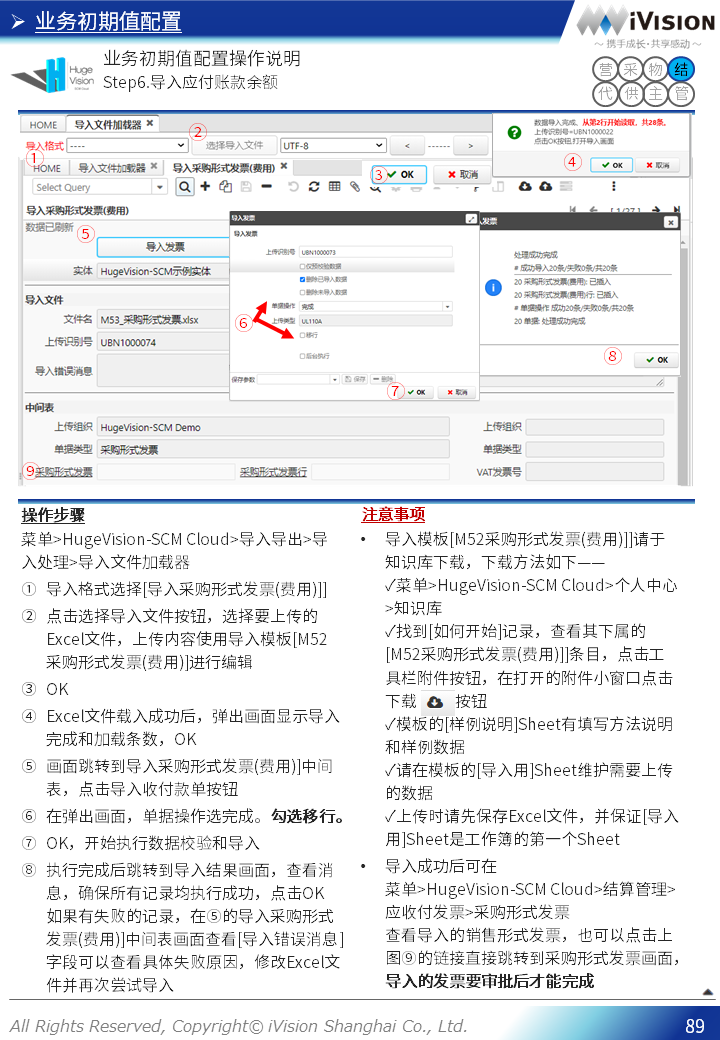 ➢ 业务初期值配置
iVISION
～ 携手成长·共享感动 ～
Huge
Vision
业务初期值配置操作说明
Step6.导入应付账款余额
营 采 物 结
代 供 主 管
HOME 导入文件加载器 ✖
导入格式 ---- ② 选择导入文件 UTF-8 < ------ >
①
数据导入完成。从第2行开始读取，共28条。
上传识别号=UBN1000022
点击OK按钮,打开导入画面
④ OK 取消
HOME 导入文件加载器 ✖ 导入采购形式发票(费用) ✖
③ OK 取消
Select Query
导入采购形式发票(费用)
数据已刷新
⑤ 导入发票
实体 HugeVision-SCM示例实体
导入文件
文件名 M53_采购形式发票.xlsx
上传识别号 UBN1000074
导入错误消息
中间表
上传组织 HugeVision-SCM Demo 上传组织
单据类型 采购形式发票 单据类型
⑨ 采购形式发票 采购形式发票行 VAT发票号
导入发票
导入发票
上传识别号 UBN1000073
仅预校验数据
删除已导入数据
删除未导入数据
单据操作 完成
⑥ 上传类型 UL110A
移行
后台执行
保存参数 保存 删除
⑦ OK 取消
发票
处理成功完成
# 成功导入20条/失败0条/共20条
20 采购形式发票(费用): 已插入
20 采购形式发票(费用)行: 已插入
# 单据操作 成功20条/失败0条/共20条
20 单据: 处理成功完成
⑧ OK
操作步骤
菜单>HugeVision-SCM Cloud>导入导出>导
入处理>导入文件加载器
① 导入格式选择[导入采购形式发票(费用)]]
② 点击选择导入文件按钮，选择要上传的
Excel文件，上传内容使用导入模板[M52
采购形式发票(费用)]进行编辑
③ OK
④ Excel文件载入成功后，弹出画面显示导入
完成和加载条数，OK
⑤ 画面跳转到导入采购形式发票(费用)]中间
表，点击导入收付款单按钮
⑥ 在弹出画面，单据操作选完成。勾选移行。
⑦ OK，开始执行数据校验和导入
⑧ 执行完成后跳转到导入结果画面，查看消
息，确保所有记录均执行成功，点击OK
如果有失败的记录，在⑤的导入采购形式
发票(费用)]中间表画面查看[导入错误消息]
字段可以查看具体失败原因，修改Excel文
件并再次尝试导入
注意事项
• 导入模板[M52采购形式发票(费用)]]请于
知识库下载，下载方法如下——
✓菜单>HugeVision-SCM Cloud>个人中心
>知识库
✓找到[如何开始]记录，查看其下属的
[M52采购形式发票(费用)]]条目，点击工
具栏附件按钮，在打开的附件小窗口点击
下载 按钮
✓模板的[样例说明]Sheet有填写方法说明
和样例数据
✓请在模板的[导入用]Sheet维护需要上传
的数据
✓上传时请先保存Excel文件，并保证[导入
用]Sheet是工作簿的第一个Sheet
• 导入成功后可在
菜单>HugeVision-SCM Cloud>结算管理>
应收付发票>采购形式发票
查看导入的销售形式发票，也可以点击上
图⑨的链接直接跳转到采购形式发票画面，
导入的发票要审批后才能完成
All Rights Reserved, Copyright© iVision Shanghai Co., Ltd.
89